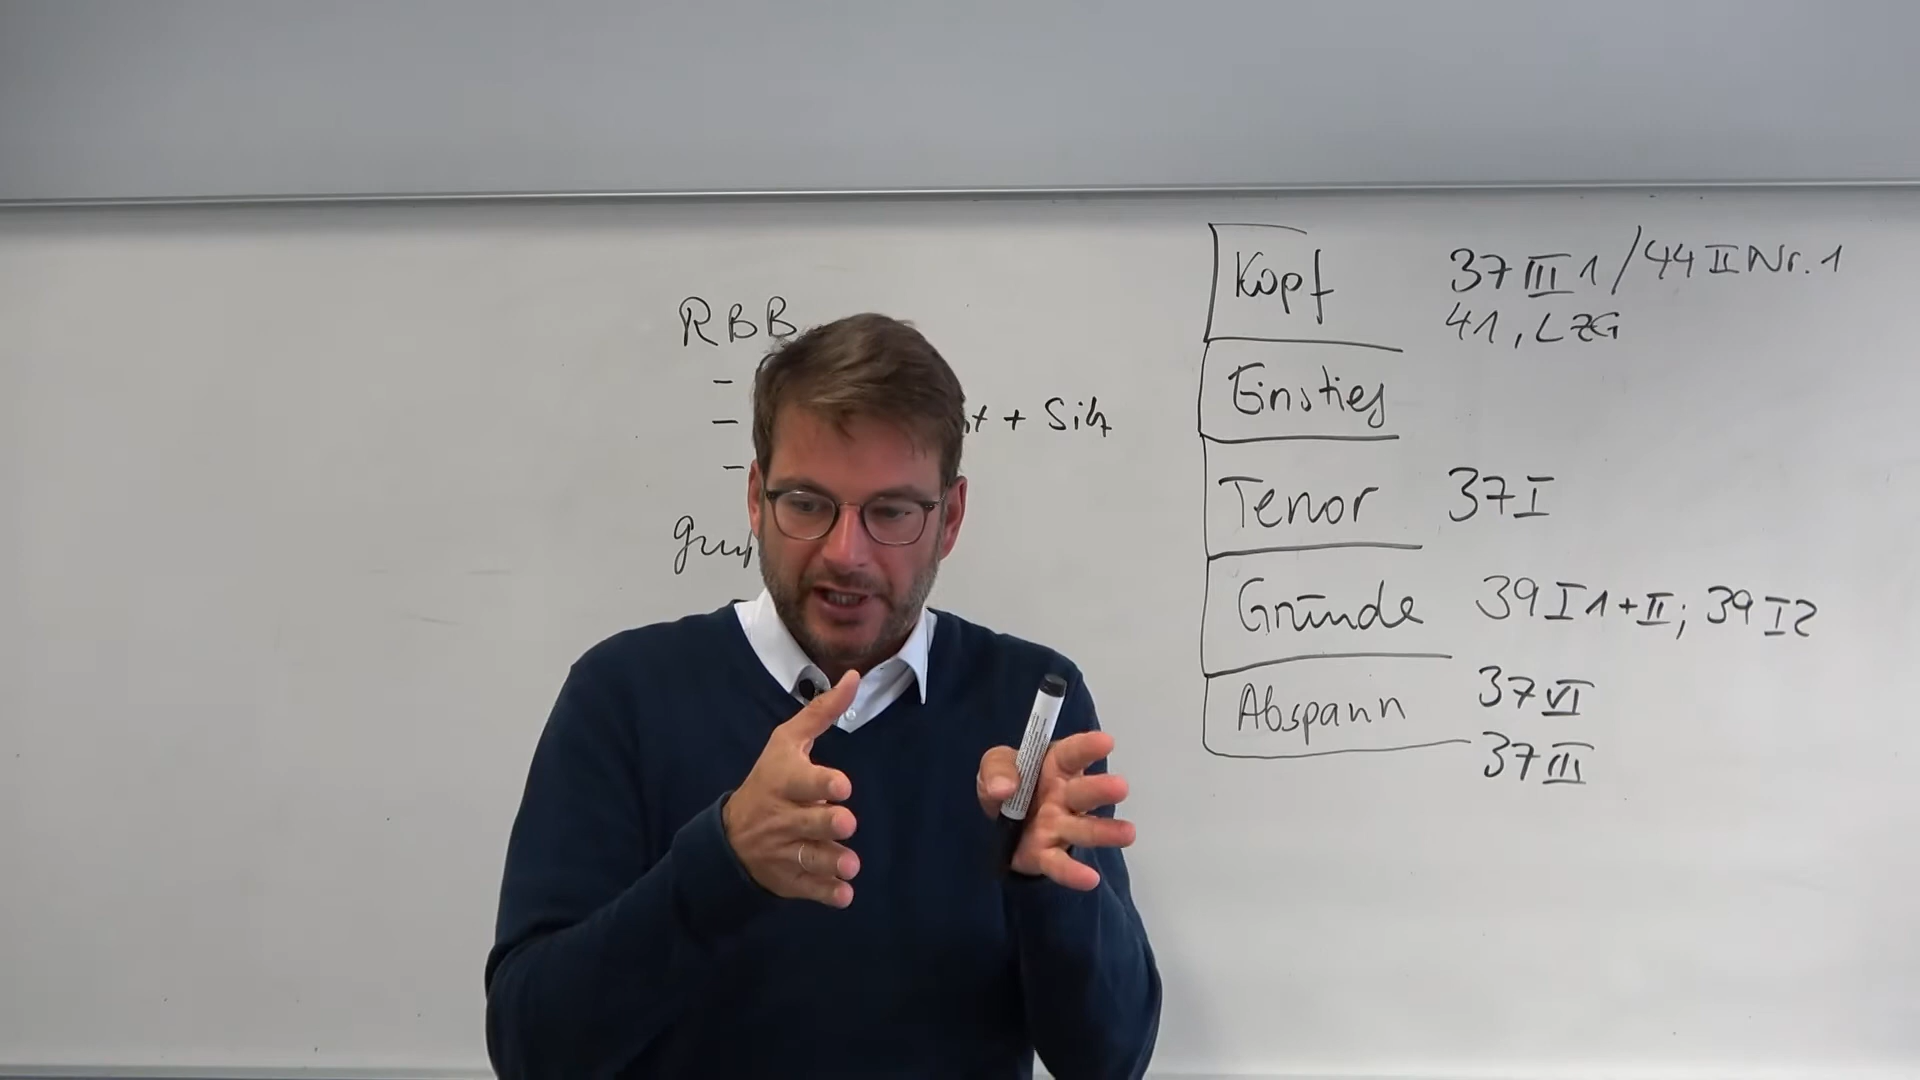 RBB
-
- + Sitz
-
Kopf 37 III 1 / 44 II Nr. 1
41, LZG
Einstieg
Tenor 37 I
Gründe 39 I 1 + II; 39 I 2
Abspann 37 VI
37 III